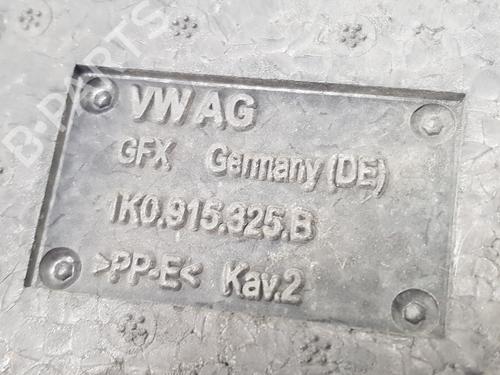 B-PARTS
VW AG
GFX Germany (DE)
1K0.915.325.B
>PP-E< Kav.2